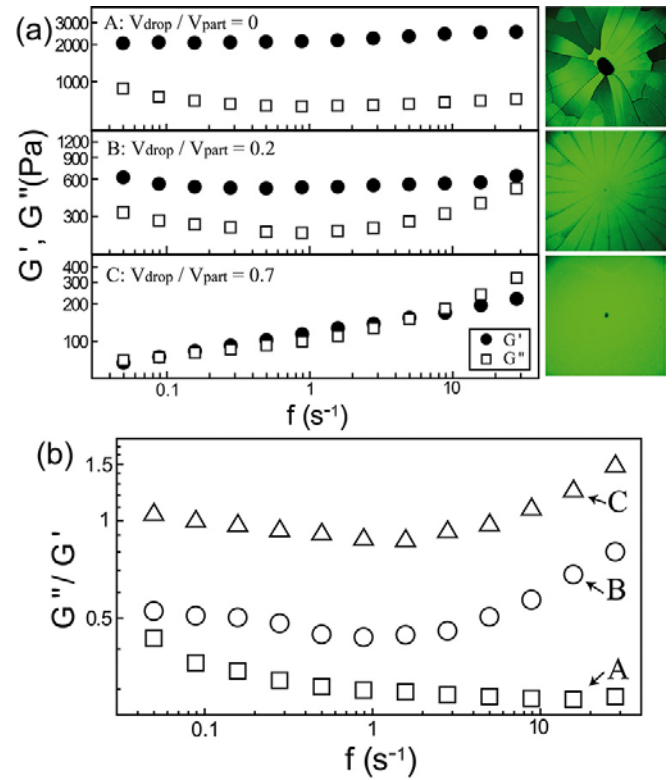 (a)
A: Vdrop / Vpart = 0
3000
2000
1000
B: Vdrop / Vpart = 0.2
1200
900
600
300
C: Vdrop / Vpart = 0.7
400
300
200
100
G', G"(Pa)
G'
G"
0.1 1 10
f (s⁻¹)
(b)
1.5
1
0.5
G"/ G'
C
B
A
0.1 1 10
f (s⁻¹)